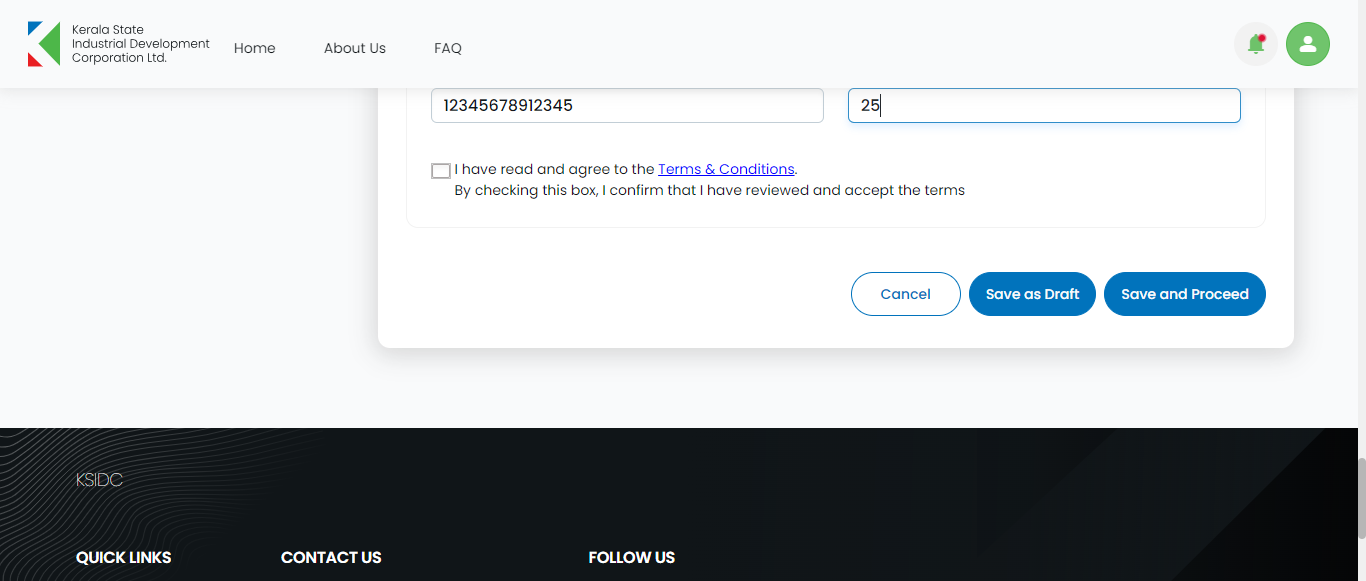 Kerala State
Industrial Development
Corporation Ltd.
Home
About Us
FAQ
12345678912345
25
I have read and agree to the Terms & Conditions.
By checking this box, I confirm that I have reviewed and accept the terms
Cancel
Save as Draft
Save and Proceed
KSIDC
QUICK LINKS
CONTACT US
FOLLOW US